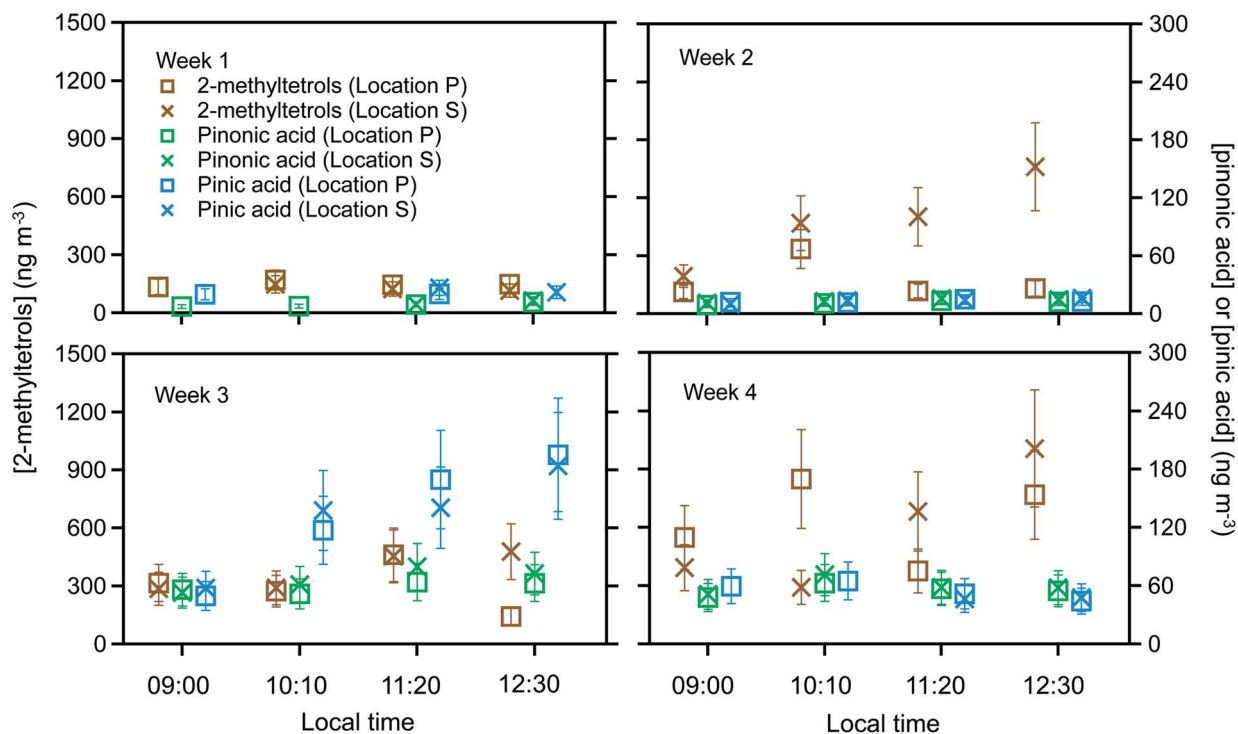 1500
1200
900
600
300
0
[2-methyltetrols] (ng m-3)
Week 1
2-methyltetrols (Location P)
2-methyltetrols (Location S)
Pinonic acid (Location P)
Pinonic acid (Location S)
Pinic acid (Location P)
Pinic acid (Location S)
Week 2
300
240
180
120
60
0
[pinonic acid] or [pinic acid] (ng m-3)
1500
1200
900
600
300
0
Week 3
09:00 10:10 11:20 12:30
Local time
Week 4
300
240
180
120
60
0
09:00 10:10 11:20 12:30
Local time